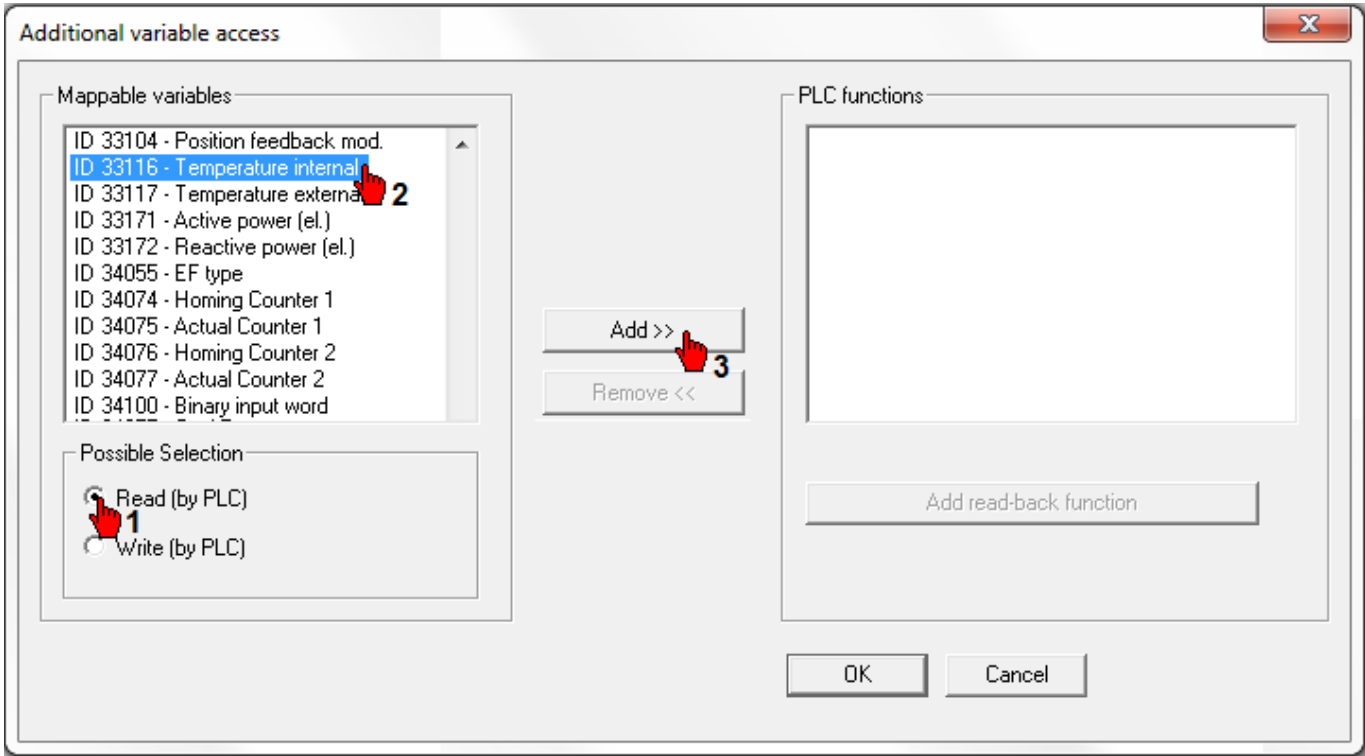 Additional variable access
Mappable variables
ID 33104 - Position feedback mod.
ID 33116 - Temperature internal
ID 33117 - Temperature externa
2
ID 33171 - Active power (el.)
ID 33172 - Reactive power (el.)
ID 34055 - EF type
ID 34074 - Homing Counter 1
ID 34075 - Actual Counter 1
ID 34076 - Homing Counter 2
ID 34077 - Actual Counter 2
ID 34100 - Binary input word
Possible Selection
Read (by PLC)
1
Write (by PLC)
Add >>
3
Remove <<
PLC functions
Add read-back function
OK
Cancel